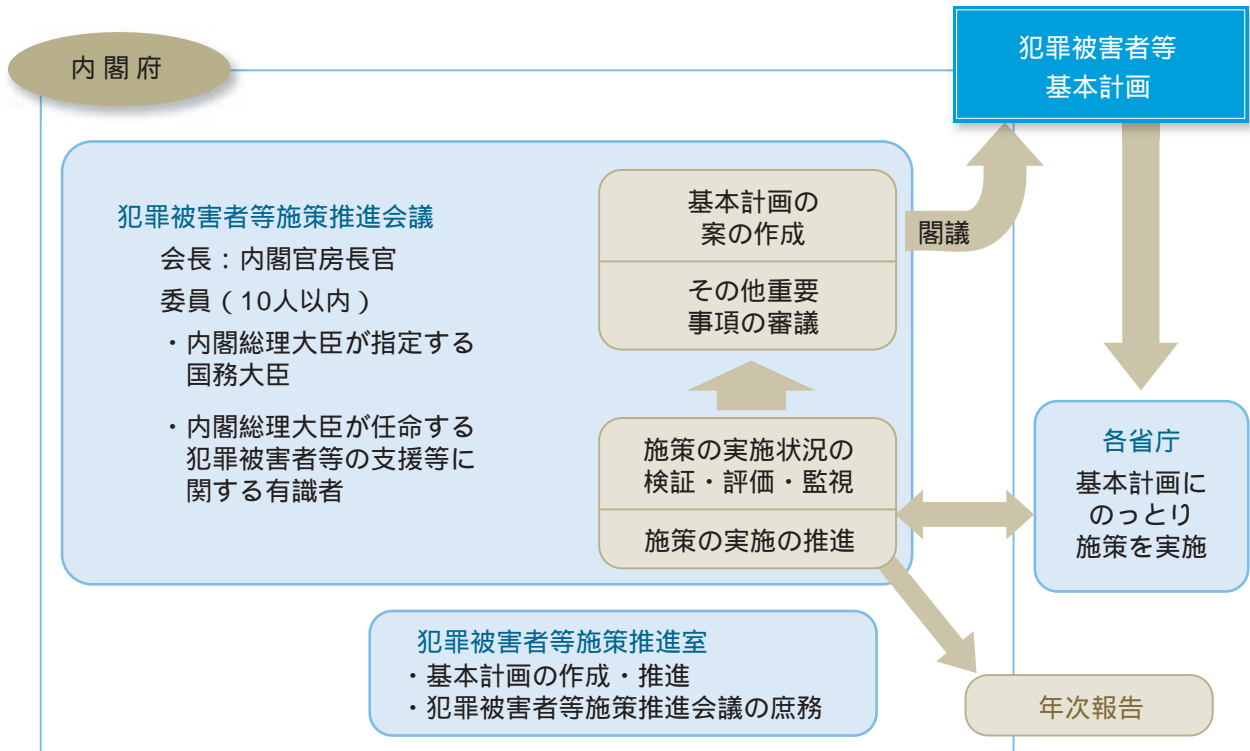 内閣府
犯罪被害者等
基本計画
犯罪被害者等施策推進会議
会長：内閣官房長官
委員（10人以内）
・内閣総理大臣が指定する
国務大臣
・内閣総理大臣が任命する
犯罪被害者等の支援等に
関する有識者
基本計画の
案の作成
その他重要
事項の審議
閣議
施策の実施状況の
検証・評価・監視
施策の実施の推進
各省庁
基本計画に
のっとり
施策を実施
犯罪被害者等施策推進室
・基本計画の作成・推進
・犯罪被害者等施策推進会議の庶務
年次報告